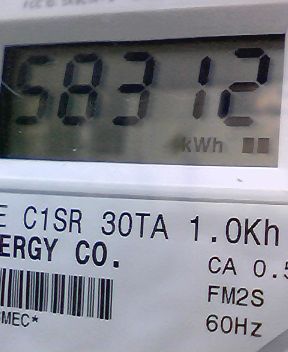 58312
kWh
E C1SR 30TA 1.0Kh
ERGY CO.
CA 0.5
FM2S
MEC*
60Hz